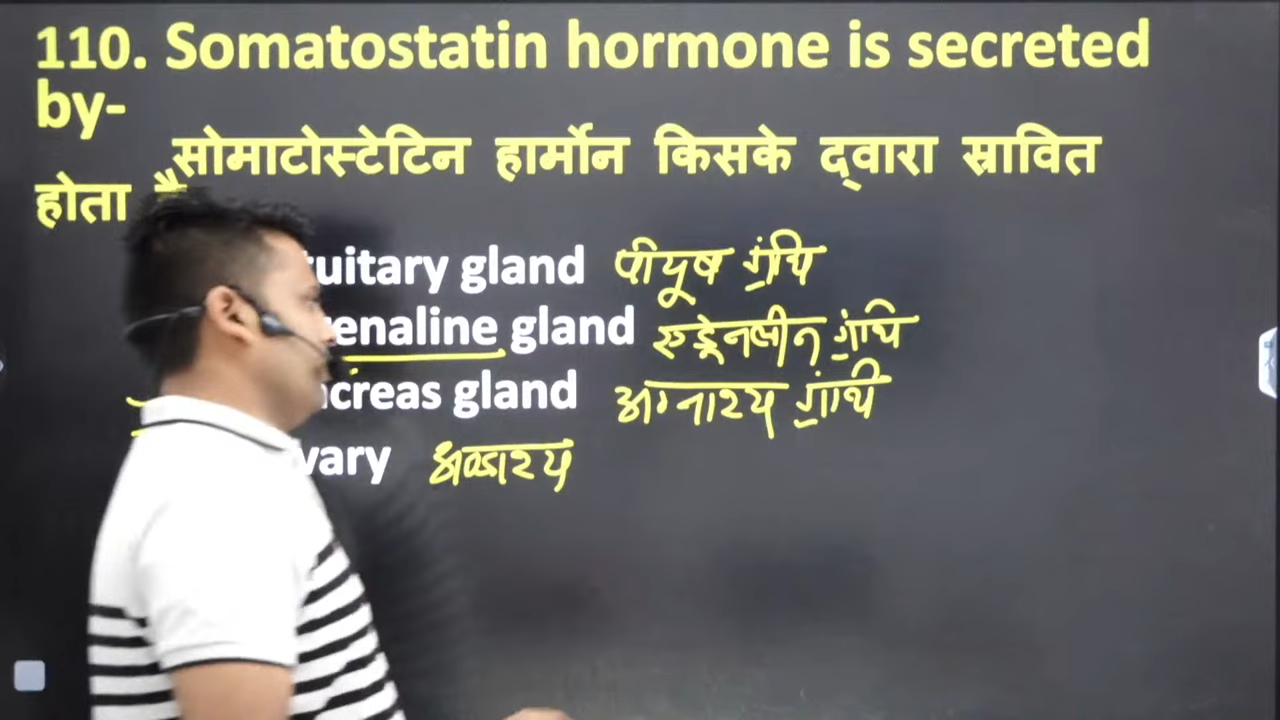 110. Somatostatin hormone is secreted
by-
सोमाटोस्टेटिन हार्मोन किसके द्वारा स्रावित
होता है
tuitary gland पीयूष ग्रंथि
renaline gland एड्रेनलीन ग्रंथि
ncreas gland अग्नाशय ग्रंथि
vary अण्डाशय